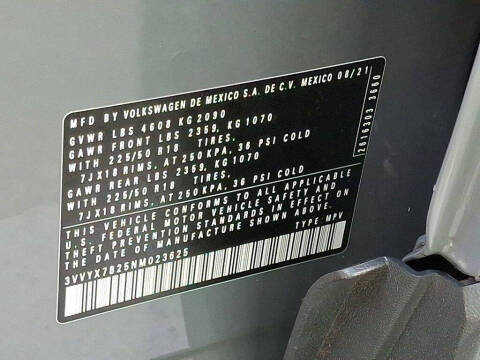 MFD BY VOLKSWAGEN DE MEXICO S.A. DE C.V. MEXICO 08/21
GVWR LBS 4608 KG2090
GAWR FRONT LBS 2359, KG1070
WITH 225/50 R18 TIRES,
7JX18 RIMS, AT 250KPA, 36 PSI COLD
GAWR REAR LBS 2359, KG1070
WITH 225/50 R18 TIRES,
7JX18 RIMS, AT 250KPA, 36 PSI COLD
THIS VEHICLE CONFORMS TO ALL APPLICABLE
U.S. FEDERAL MOTOR VEHICLE SAFETY AND
THEFT PREVENTION STANDARDS IN EFFECT
ON THE DATE OF MANUFACTURE SHOWN ABOVE.
3VVYX7B25NM023625 TYPE MPV
2616303 3660